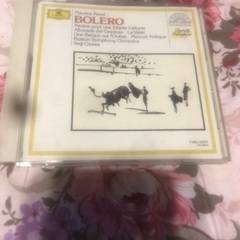 Maurice Ravel
BOLERO
Pavane pour une Infante Défunte
Alborada del Gracioso · La Valse
Une Barque sur l'Océan · Menuet Antique
Boston Symphony Orchestra
Seiji Ozawa